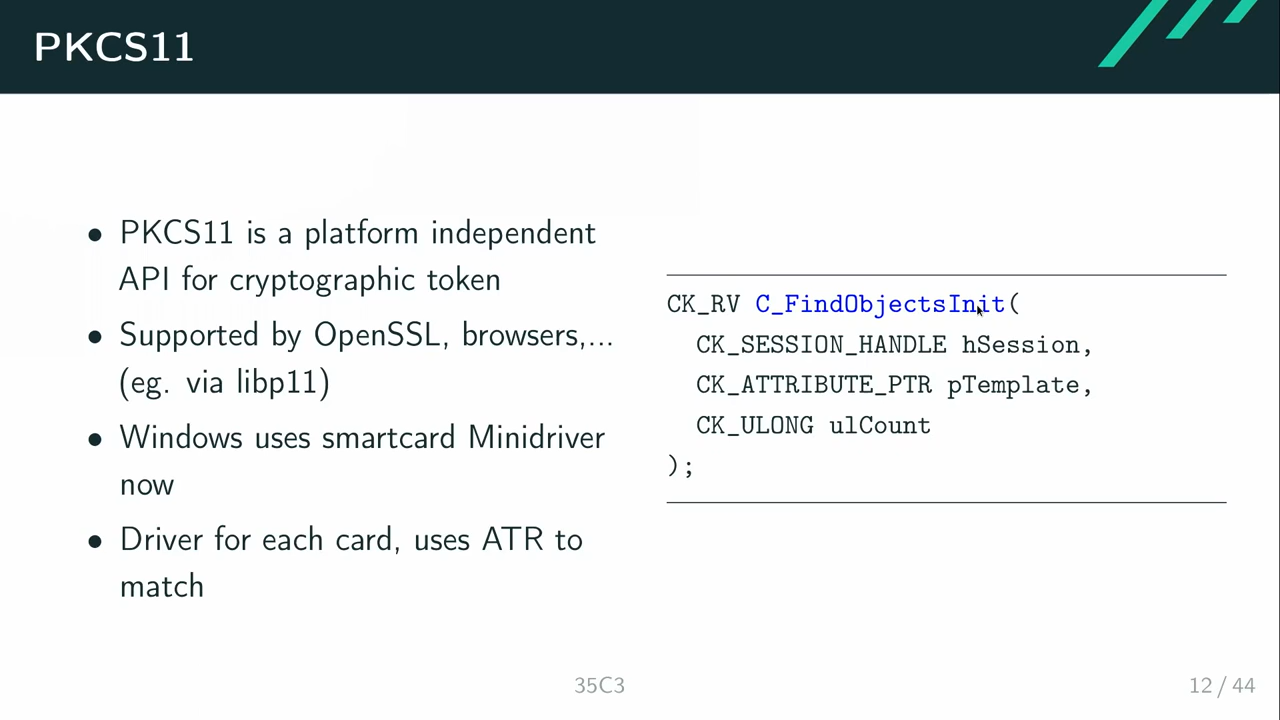 PKCS11
• PKCS11 is a platform independent
API for cryptographic token
• Supported by OpenSSL, browsers,...
(eg. via libp11)
• Windows uses smartcard Minidriver
now
• Driver for each card, uses ATR to
match
CK_RV C_FindObjectsInit(
CK_SESSION_HANDLE hSession,
CK_ATTRIBUTE_PTR pTemplate,
CK_ULONG ulCount
);
35C3
12 / 44